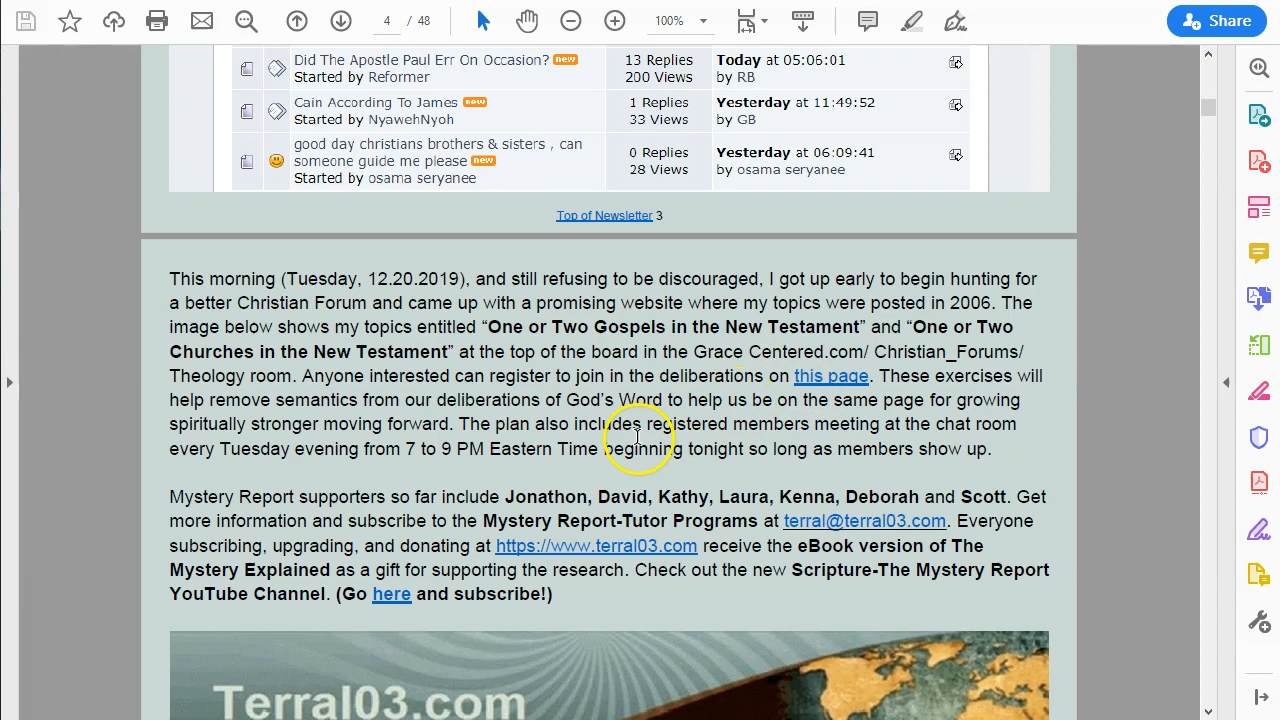 4 / 48
100%
Share
Did The Apostle Paul Err On Occasion? new
Started by Reformer
13 Replies
200 Views
Today at 05:06:01
by RB
Cain According To James new
Started by NyawehNyoh
1 Replies
33 Views
Yesterday at 11:49:52
by GB
good day christians brothers & sisters , can
someone guide me please new
Started by osama seryanee
0 Replies
28 Views
Yesterday at 06:09:41
by osama seryanee
Top of Newsletter 3
This morning (Tuesday, 12.20.2019), and still refusing to be discouraged, I got up early to begin hunting for
a better Christian Forum and came up with a promising website where my topics were posted in 2006. The
image below shows my topics entitled “One or Two Gospels in the New Testament” and “One or Two
Churches in the New Testament” at the top of the board in the Grace Centered.com/ Christian_Forums/
Theology room. Anyone interested can register to join in the deliberations on this page. These exercises will
help remove semantics from our deliberations of God’s Word to help us be on the same page for growing
spiritually stronger moving forward. The plan also includes registered members meeting at the chat room
every Tuesday evening from 7 to 9 PM Eastern Time beginning tonight so long as members show up.
Mystery Report supporters so far include Jonathon, David, Kathy, Laura, Kenna, Deborah and Scott. Get
more information and subscribe to the Mystery Report-Tutor Programs at terral@terral03.com. Everyone
subscribing, upgrading, and donating at https://www.terral03.com receive the eBook version of The
Mystery Explained as a gift for supporting the research. Check out the new Scripture-The Mystery Report
YouTube Channel. (Go here and subscribe!)
Terral03.com